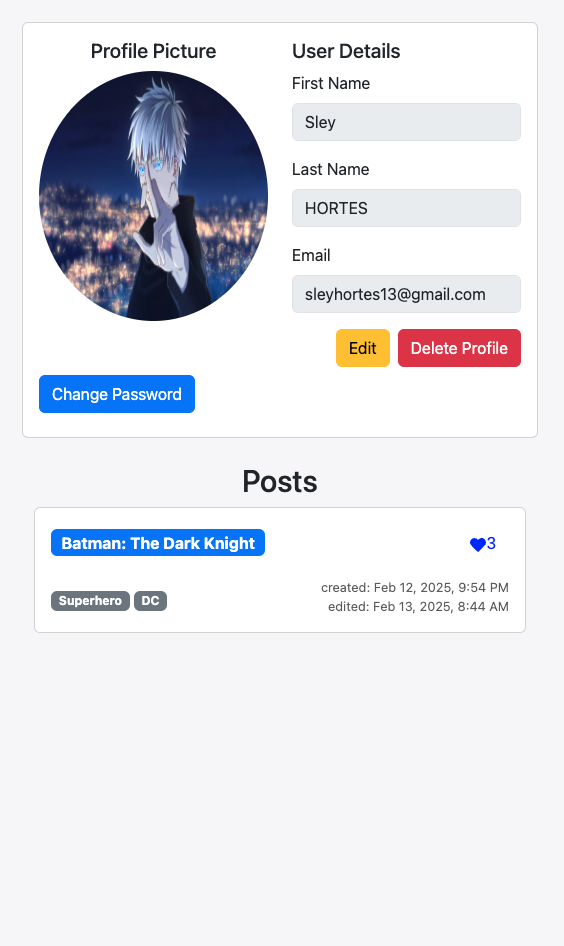 Profile Picture
User Details
First Name
Sley
Last Name
HORTES
Email
sleyhortes13@gmail.com
Edit
Delete Profile
Change Password
Posts
Batman: The Dark Knight
3
Superhero
DC
created: Feb 12, 2025, 9:54 PM
edited: Feb 13, 2025, 8:44 AM